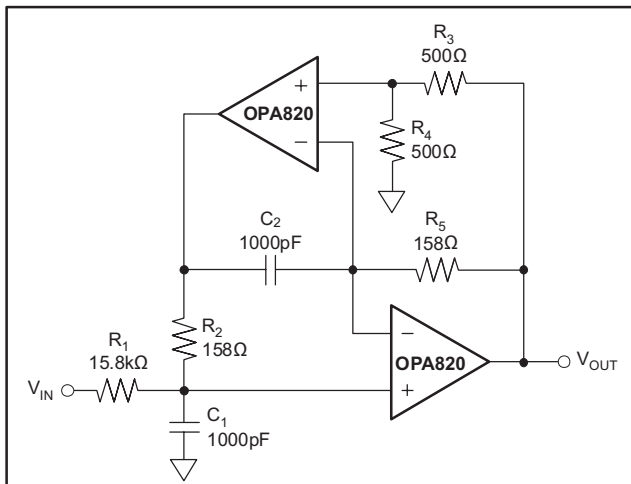 R3
500Ω
+
OPA820
−
R4
500Ω
C2
1000pF
R5
158Ω
R1
15.8kΩ
R2
158Ω
−
OPA820
+
VIN
VOUT
C1
1000pF